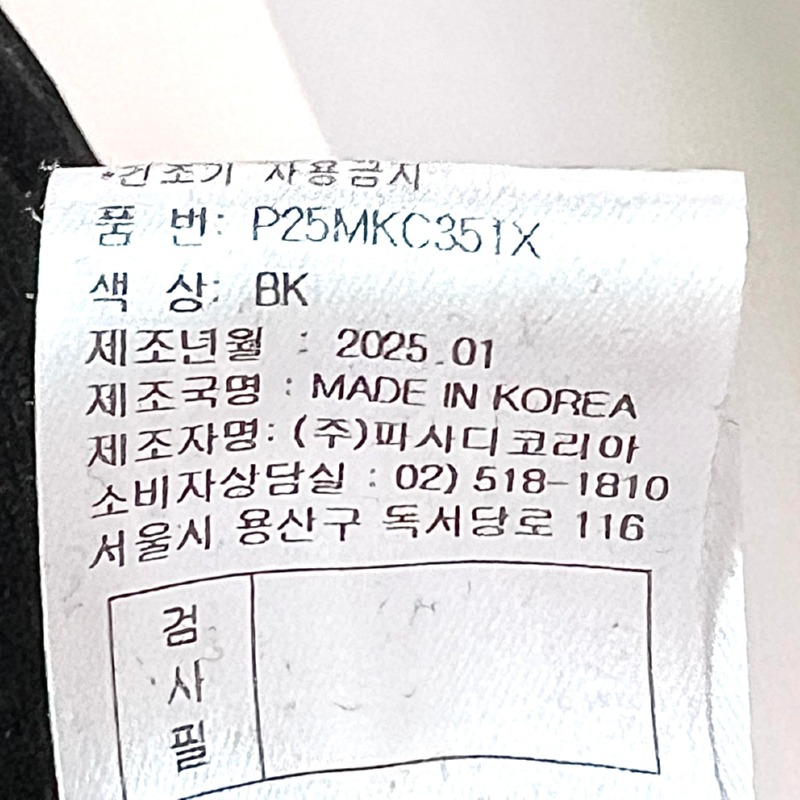 *건조기 사용금지
품 번: P25MKC351X
색 상: BK
제조년월 : 2025.01
제조국명 : MADE IN KOREA
제조자명: (주)파사디코리아
소비자상담실 : 02) 518-1810
서울시 용산구 독서당로 116
검
사
필